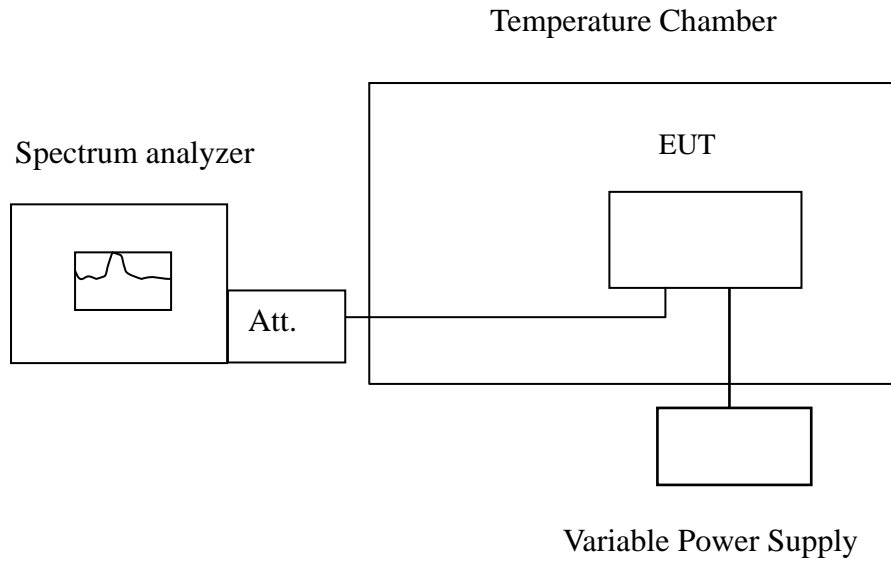 Temperature Chamber
Spectrum analyzer
EUT
Att.
Variable Power Supply